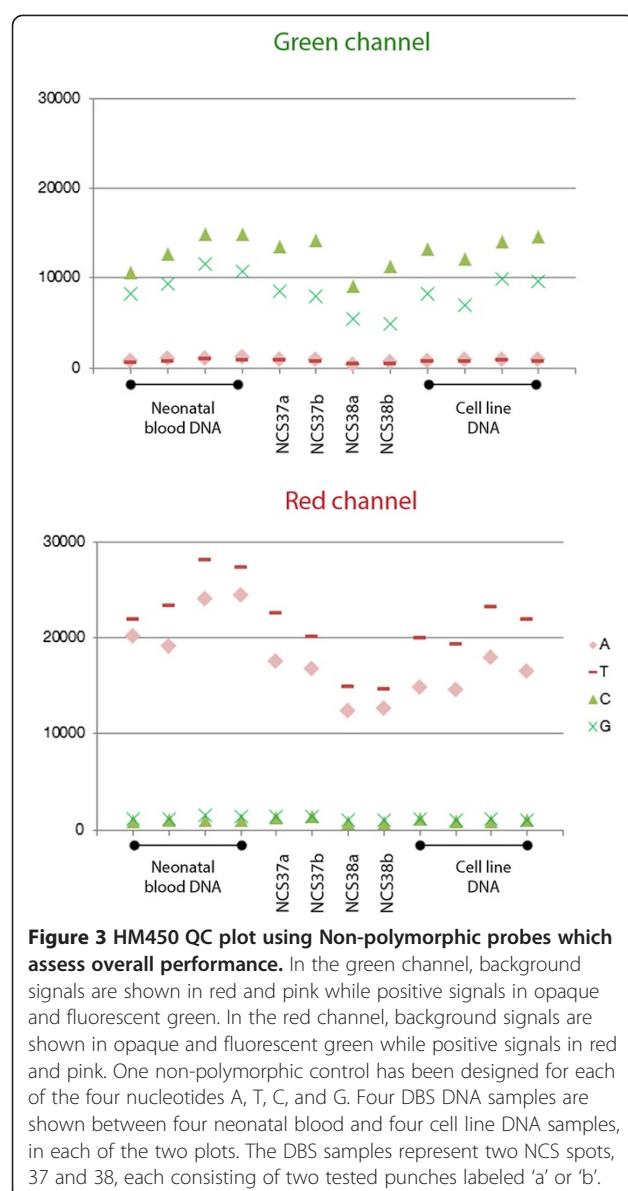 Green channel
30000
20000
10000
0
Neonatal
blood DNA
NCS37a
NCS37b
NCS38a
NCS38b
Cell line
DNA
Red channel
30000
20000
10000
0
A
T
C
G
Neonatal
blood DNA
NCS37a
NCS37b
NCS38a
NCS38b
Cell line
DNA
Figure 3 HM450 QC plot using Non-polymorphic probes which
assess overall performance. In the green channel, background
signals are shown in red and pink while positive signals in opaque
and fluorescent green. In the red channel, background signals are
shown in opaque and fluorescent green while positive signals in red
and pink. One non-polymorphic control has been designed for each
of the four nucleotides A, T, C, and G. Four DBS DNA samples are
shown between four neonatal blood and four cell line DNA samples,
in each of the two plots. The DBS samples represent two NCS spots,
37 and 38, each consisting of two tested punches labeled ‘a’ or ‘b’.